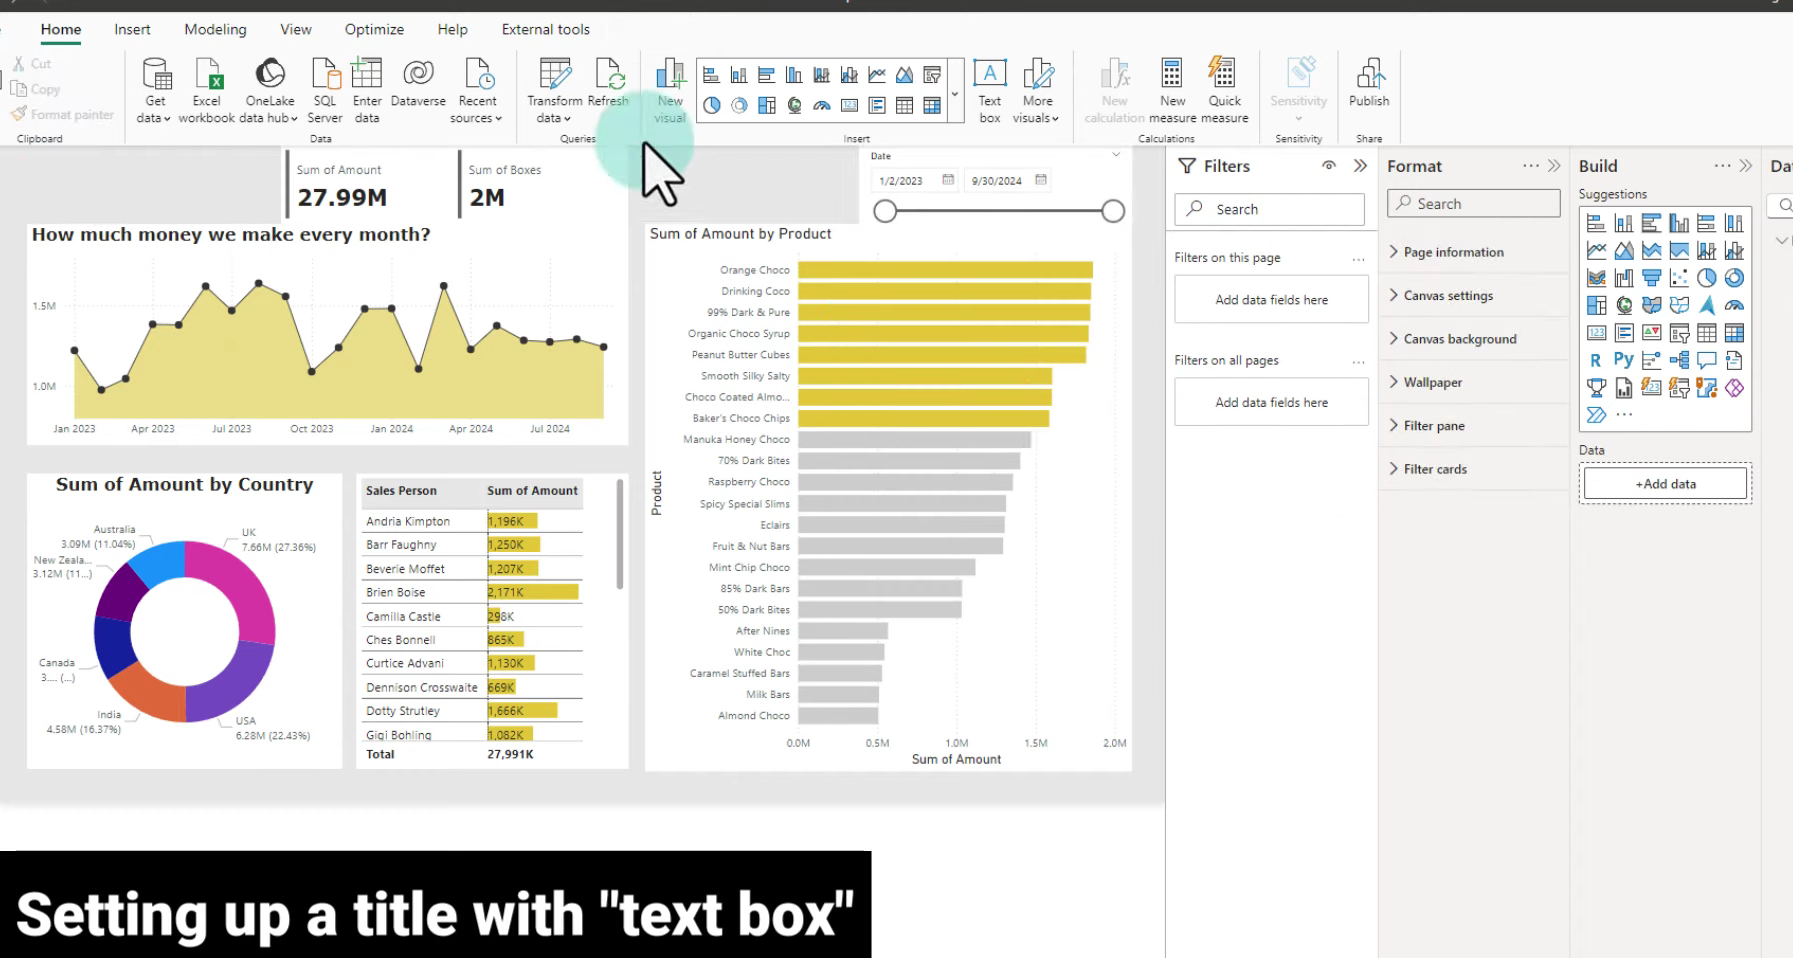 Home Insert Modeling View Optimize Help External tools
Cut
Copy
Format painter
Clipboard
Get data
Excel workbook
OneLake data hub
SQL Server
Enter data
Dataverse
Recent sources
Data
Transform data
Refresh
Queries
New visual
Text box
More visuals
Insert
New calculation
New measure
Quick measure
Calculations
Sensitivity
Sensitivity
Publish
Share
Sum of Amount
27.99M
Sum of Boxes
2M
Date
1/2/2023
9/30/2024
How much money we make every month?
1.5M
1.0M
Jan 2023 Apr 2023 Jul 2023 Oct 2023 Jan 2024 Apr 2024 Jul 2024
Sum of Amount by Country
Australia
3.09M (11.04%)
New Zeala...
3.12M (11...)
Canada
3.... (...)
India
4.58M (16.37%)
UK
7.66M (27.36%)
USA
6.28M (22.43%)
Sales Person Sum of Amount
Andria Kimpton 1,196K
Barr Faughny 1,250K
Beverie Moffet 1,207K
Brien Boise 2,171K
Camilla Castle 298K
Ches Bonnell 865K
Curtice Advani 1,130K
Dennison Crosswaite 669K
Dotty Strutley 1,666K
Gigi Bohling 1,082K
Total 27,991K
Sum of Amount by Product
Product
Orange Choco
Drinking Coco
99% Dark & Pure
Organic Choco Syrup
Peanut Butter Cubes
Smooth Silky Salty
Choco Coated Almo...
Baker's Choco Chips
Manuka Honey Choco
70% Dark Bites
Raspberry Choco
Spicy Special Slims
Eclairs
Fruit & Nut Bars
Mint Chip Choco
85% Dark Bars
50% Dark Bites
After Nines
White Choc
Caramel Stuffed Bars
Milk Bars
Almond Choco
0.0M 0.5M 1.0M 1.5M 2.0M
Sum of Amount
Filters
Search
Filters on this page
Add data fields here
Filters on all pages
Add data fields here
Format
Search
Page information
Canvas settings
Canvas background
Wallpaper
Filter pane
Filter cards
Build
Suggestions
R Py
Data
+Add data
Setting up a title with "text box"